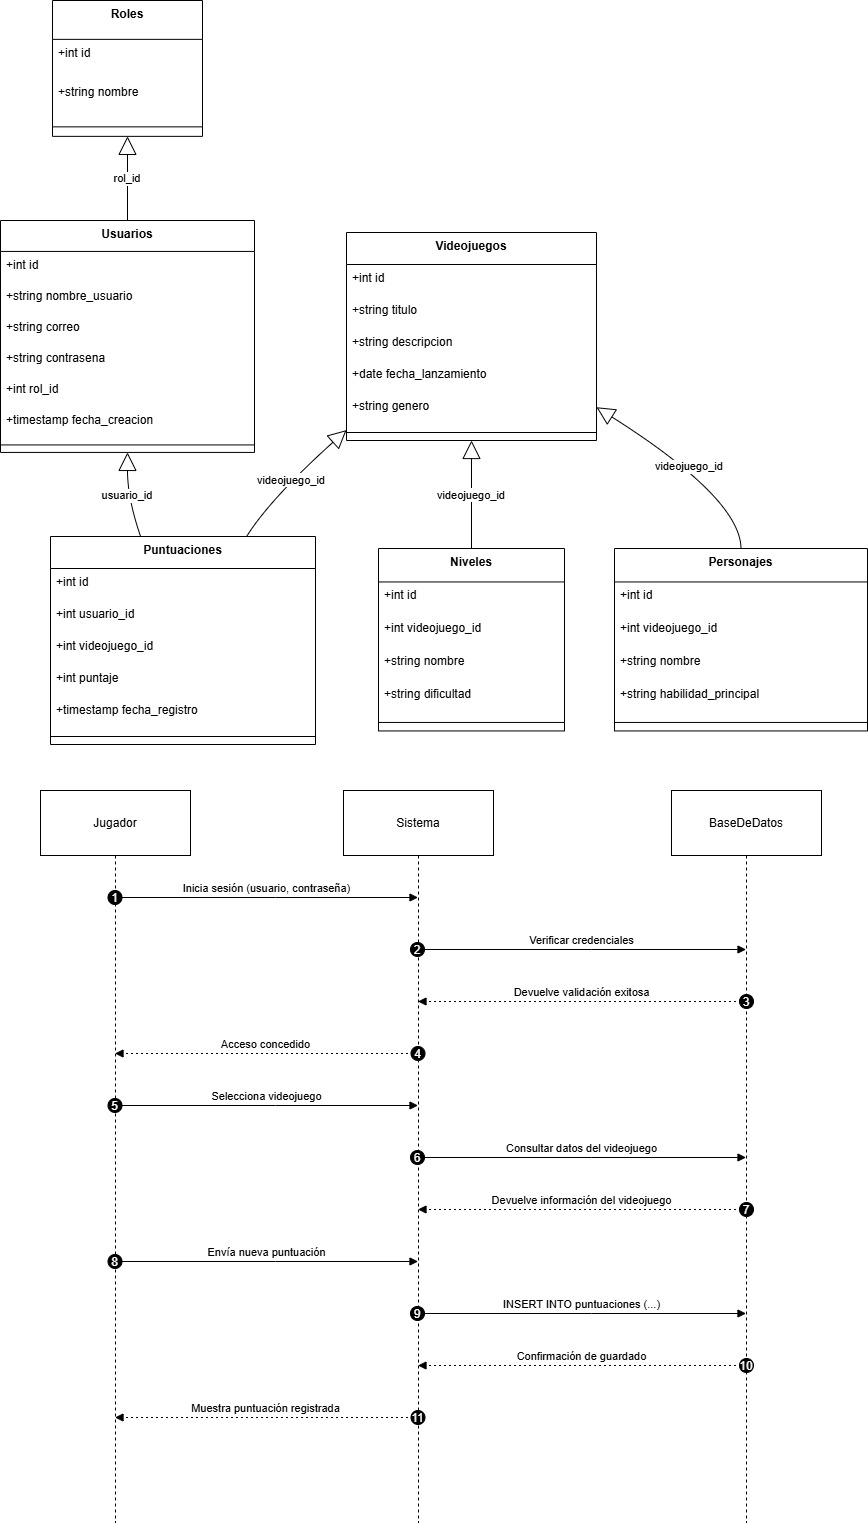 Roles
+int id
+string nombre
rol_id
Usuarios
+int id
+string nombre_usuario
+string correo
+string contrasena
+int rol_id
+timestamp fecha_creacion
Videojuegos
+int id
+string titulo
+string descripcion
+date fecha_lanzamiento
+string genero
usuario_id
videojuego_id
videojuego_id
videojuego_id
Puntuaciones
+int id
+int usuario_id
+int videojuego_id
+int puntaje
+timestamp fecha_registro
Niveles
+int id
+int videojuego_id
+string nombre
+string dificultad
Personajes
+int id
+int videojuego_id
+string nombre
+string habilidad_principal
Jugador
Sistema
BaseDeDatos
1 Inicia sesión (usuario, contraseña)
2 Verificar credenciales
Devuelve validación exitosa 3
Acceso concedido 4
5 Selecciona videojuego
6 Consultar datos del videojuego
Devuelve información del videojuego 7
8 Envía nueva puntuación
9 INSERT INTO puntuaciones (...)
Confirmación de guardado 10
Muestra puntuación registrada 11